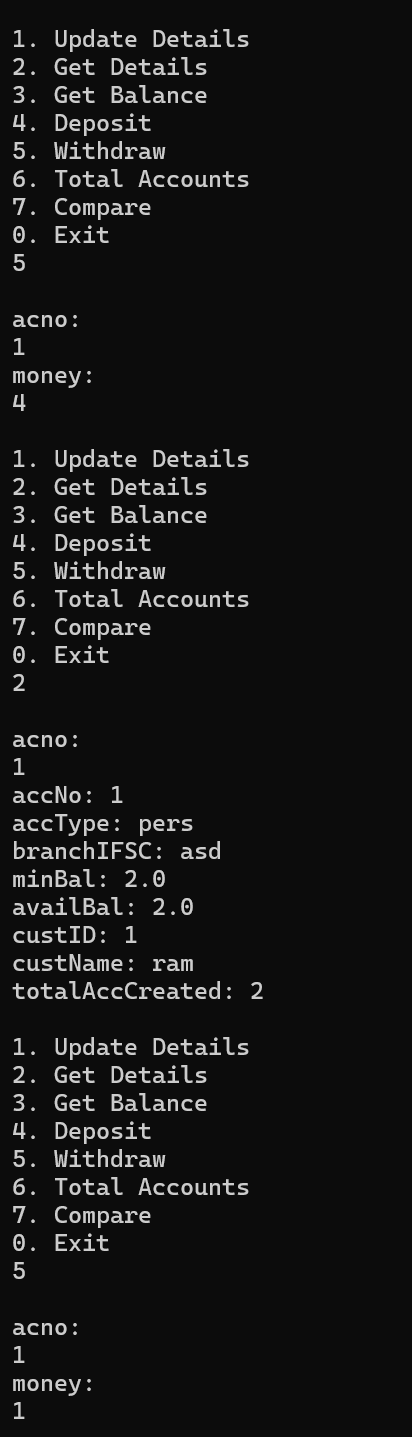 1. Update Details
2. Get Details
3. Get Balance
4. Deposit
5. Withdraw
6. Total Accounts
7. Compare
0. Exit
5

acno:
1
money:
4

1. Update Details
2. Get Details
3. Get Balance
4. Deposit
5. Withdraw
6. Total Accounts
7. Compare
0. Exit
2

acno:
1
accNo: 1
accType: pers
branchIFSC: asd
minBal: 2.0
availBal: 2.0
custID: 1
custName: ram
totalAccCreated: 2

1. Update Details
2. Get Details
3. Get Balance
4. Deposit
5. Withdraw
6. Total Accounts
7. Compare
0. Exit
5

acno:
1
money:
1